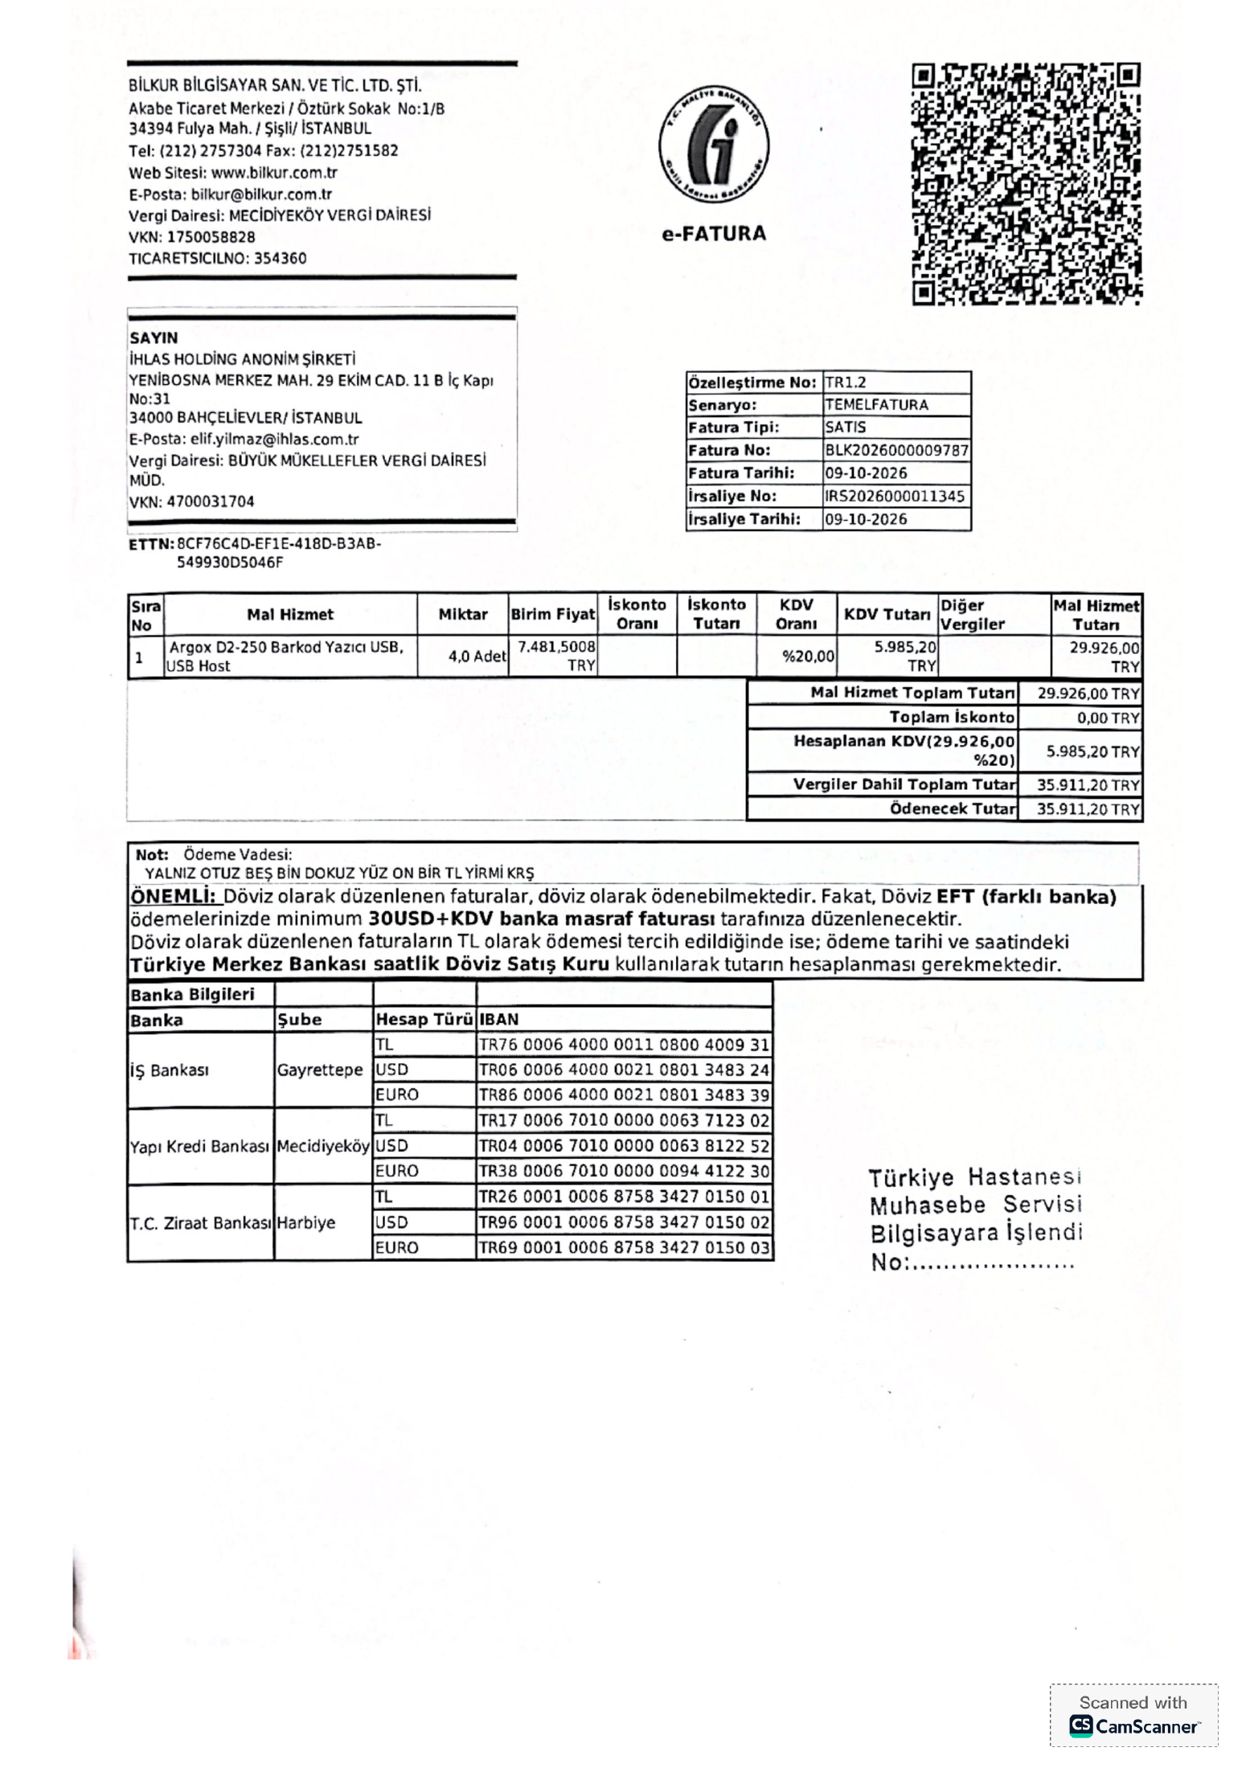 BİLKUR BİLGİSAYAR SAN. VE TİC. LTD. ŞTİ.
Akabe Ticaret Merkezi / Öztürk Sokak No:1/B
34394 Fulya Mah. / Şişli/ İSTANBUL
Tel: (212) 2757304 Fax: (212)2751582
Web Sitesi: www.bilkur.com.tr
E-Posta: bilkur@bilkur.com.tr
Vergi Dairesi: MECİDİYEKÖY VERGİ DAİRESİ
VKN: 1750058828
TICARETSICILNO: 354360
T.C. MALİYE BAKANLIĞI
Gelir İdaresi Başkanlığı
e-FATURA
SAYIN
İHLAS HOLDİNG ANONİM ŞİRKETİ
YENİBOSNA MERKEZ MAH. 29 EKİM CAD. 11 B İç Kapı
No:31
34000 BAHÇELİEVLER/ İSTANBUL
E-Posta: elif.yilmaz@ihlas.com.tr
Vergi Dairesi: BÜYÜK MÜKELLEFLER VERGİ DAİRESİ
MÜD.
VKN: 4700031704
Özelleştirme No: TR1.2
Senaryo: TEMELFATURA
Fatura Tipi: SATIS
Fatura No: BLK2026000009787
Fatura Tarihi: 09-10-2026
İrsaliye No: IRS2026000011345
İrsaliye Tarihi: 09-10-2026
ETTN: 8CF76C4D-EF1E-418D-B3AB-
549930D5046F
Sıra No Mal Hizmet Miktar Birim Fiyat İskonto Oranı İskonto Tutarı KDV Oranı KDV Tutarı Diğer Vergiler Mal Hizmet Tutarı
1 Argox D2-250 Barkod Yazıcı USB, USB Host 4,0 Adet 7.481,5008 TRY %20,00 5.985,20 TRY 29.926,00 TRY
Mal Hizmet Toplam Tutarı 29.926,00 TRY
Toplam İskonto 0,00 TRY
Hesaplanan KDV(29.926,00 %20) 5.985,20 TRY
Vergiler Dahil Toplam Tutar 35.911,20 TRY
Ödenecek Tutar 35.911,20 TRY
Not: Ödeme Vadesi:
YALNIZ OTUZ BEŞ BİN DOKUZ YÜZ ON BİR TL YİRMİ KRŞ
ÖNEMLİ: Döviz olarak düzenlenen faturalar, döviz olarak ödenebilmektedir. Fakat, Döviz EFT (farklı banka)
ödemelerinizde minimum 30USD+KDV banka masraf faturası tarafınıza düzenlenecektir.
Döviz olarak düzenlenen faturaların TL olarak ödemesi tercih edildiğinde ise; ödeme tarihi ve saatindeki
Türkiye Merkez Bankası saatlik Döviz Satış Kuru kullanılarak tutarın hesaplanması gerekmektedir.
Banka Bilgileri
Banka Şube Hesap Türü IBAN
İŞ Bankası Gayrettepe TL TR76 0006 4000 0011 0800 4009 31
USD TR06 0006 4000 0021 0801 3483 24
EURO TR86 0006 4000 0021 0801 3483 39
Yapı Kredi Bankası Mecidiyeköy TL TR17 0006 7010 0000 0063 7123 02
USD TR04 0006 7010 0000 0063 8122 52
EURO TR38 0006 7010 0000 0094 4122 30
T.C. Ziraat Bankası Harbiye TL TR26 0001 0006 8758 3427 0150 01
USD TR96 0001 0006 8758 3427 0150 02
EURO TR69 0001 0006 8758 3427 0150 03
Türkiye Hastanesi
Muhasebe Servisi
Bilgisayara İşlendi
No:.....................
Scanned with
CS CamScanner